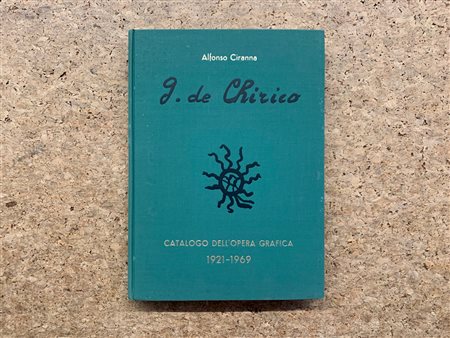 Alfonso Ciranna
G. de Chirico
CATALOGO DELL'OPERA GRAFICA
1921-1969